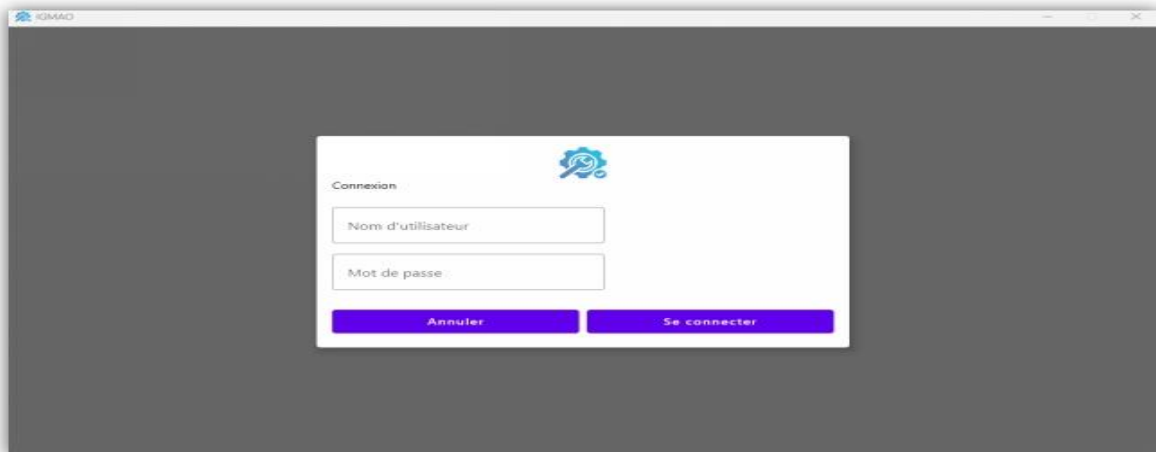 IGMAO
Connexion
Nom d'utilisateur
Mot de passe
Annuler
Se connecter